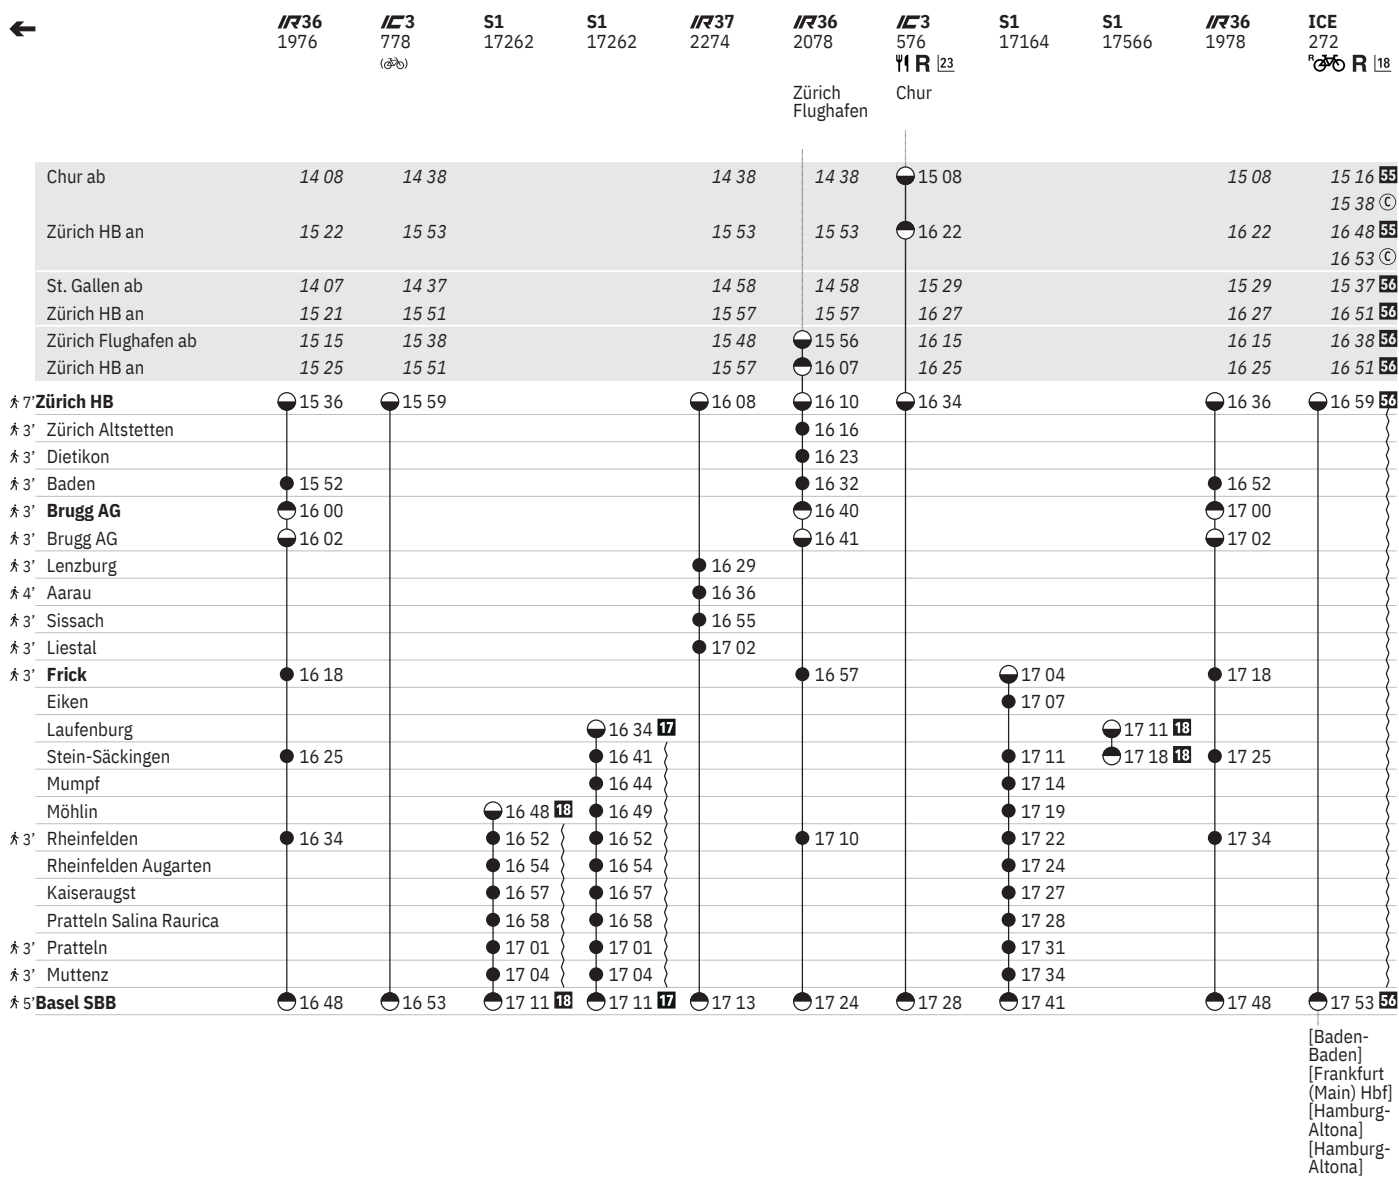 IR36 IC3 S1 S1 IR37 IR36 IC3 S1 S1 IR36 ICE
1976 778 17262 17262 2274 2078 576 17164 17566 1978 272
R 23 R R 18
Zürich Chur
Flughafen
Chur ab 14 08 14 38 14 38 14 38 15 08 15 08 15 16 55
15 38 C
Zürich HB an 15 22 15 53 15 53 15 53 16 22 16 22 16 48 55
16 53 C
St. Gallen ab 14 07 14 37 14 58 14 58 15 29 15 29 15 37 56
Zürich HB an 15 21 15 51 15 57 15 57 16 27 16 27 16 51 56
Zürich Flughafen ab 15 15 15 38 15 48 15 56 16 15 16 15 16 38 56
Zürich HB an 15 25 15 51 15 57 16 07 16 25 16 25 16 51 56
7’ Zürich HB 15 36 15 59 16 08 16 10 16 34 16 36 16 59 56
3’ Zürich Altstetten 16 16
3’ Dietikon 16 23
3’ Baden 15 52 16 32 16 52
3’ Brugg AG 16 00 16 40 17 00
3’ Brugg AG 16 02 16 41 17 02
3’ Lenzburg 16 29
4’ Aarau 16 36
3’ Sissach 16 55
3’ Liestal 17 02
3’ Frick 16 18 16 57 17 04 17 18
Eiken 17 07
Laufenburg 16 34 17 17 11 18
Stein-Säckingen 16 25 16 41 17 11 17 18 18 17 25
Mumpf 16 44 17 14
Möhlin 16 48 18 16 49 17 19
3’ Rheinfelden 16 34 16 52 16 52 17 10 17 22 17 34
Rheinfelden Augarten 16 54 16 54 17 24
Kaiseraugst 16 57 16 57 17 27
Pratteln Salina Raurica 16 58 16 58 17 28
3’ Pratteln 17 01 17 01 17 31
3’ Muttenz 17 04 17 04 17 34
5’ Basel SBB 16 48 16 53 17 11 18 17 11 17 17 13 17 24 17 28 17 41 17 48 17 53 56
[Baden-
Baden]
[Frankfurt
(Main) Hbf]
[Hamburg-
Altona]
[Hamburg-
Altona]